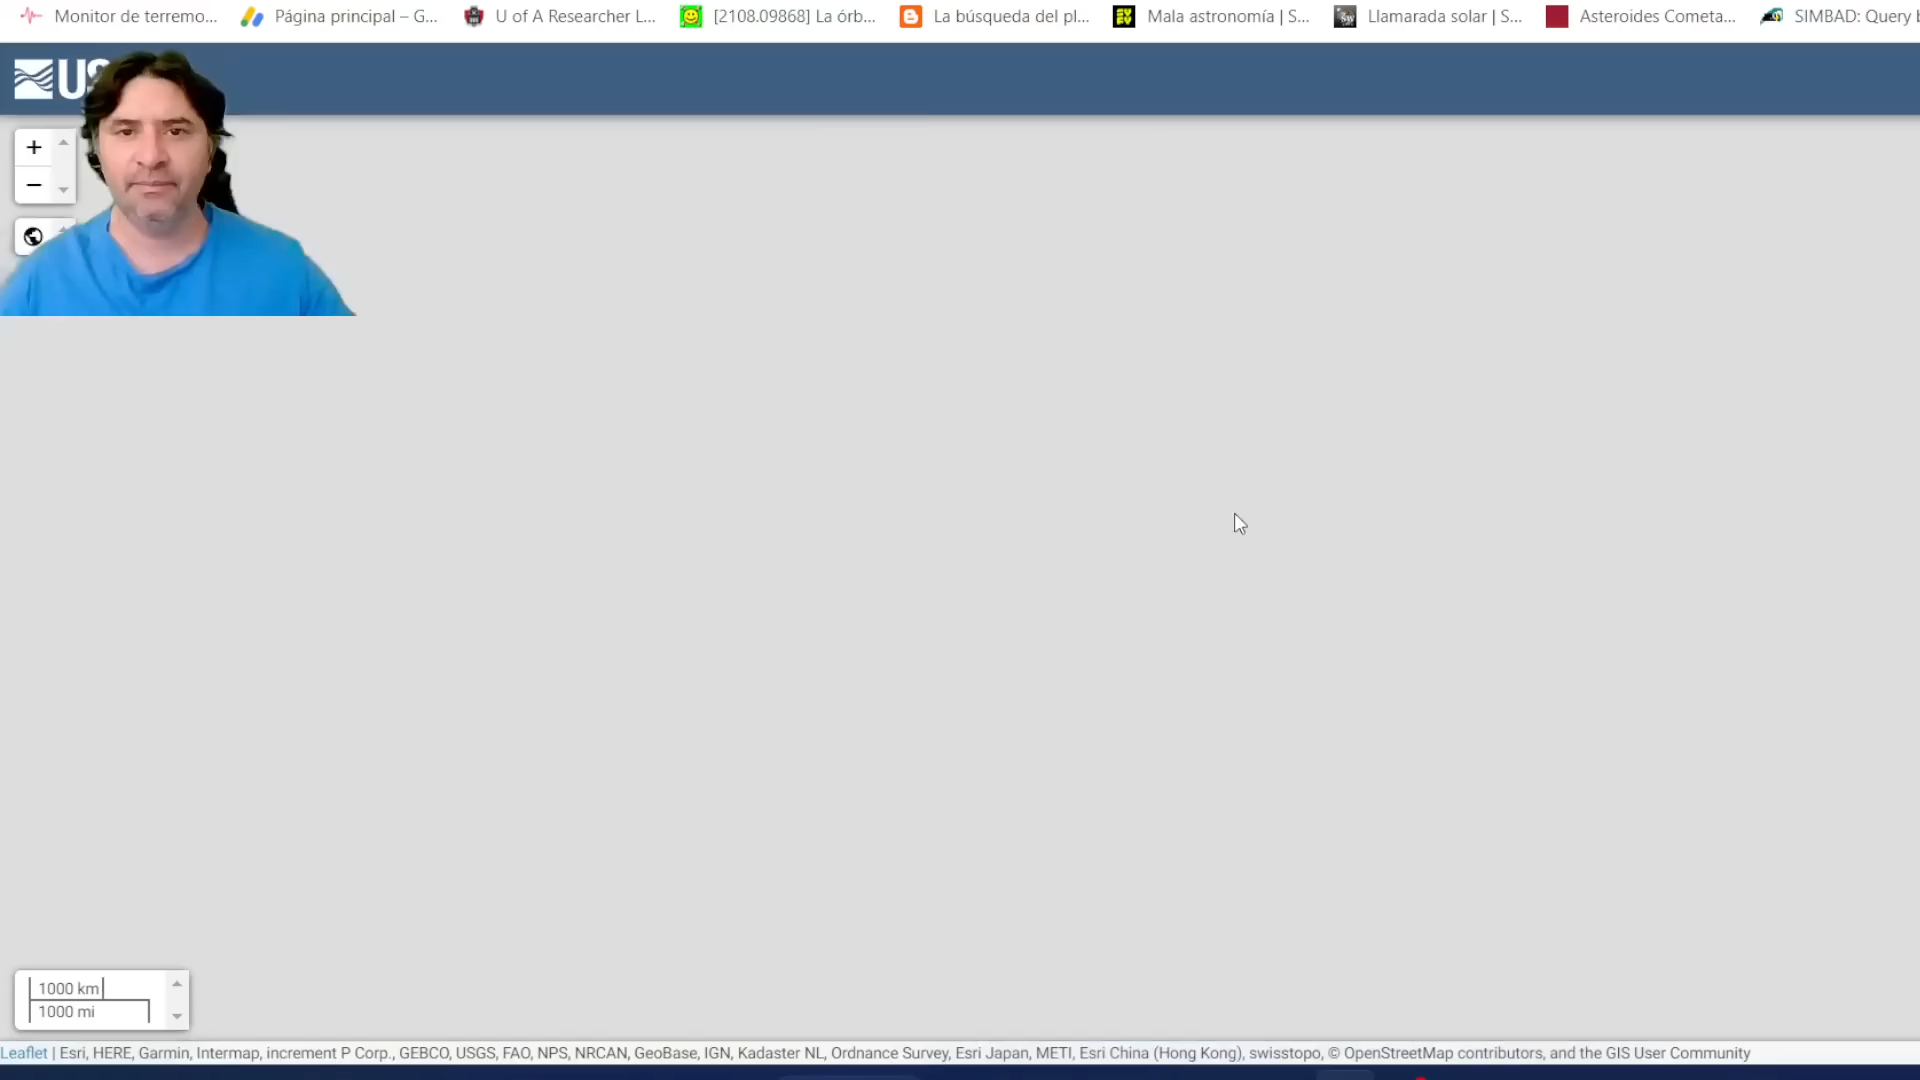 Monitor de terremo... Página principal – G... U of A Researcher L... [2108.09868] La órb... La búsqueda del pl... Mala astronomía | S... Llamarada solar | S... Asteroides Cometa... SIMBAD: Query
US
+
−
1000 km
1000 mi
Leaflet | Esri, HERE, Garmin, Intermap, increment P Corp., GEBCO, USGS, FAO, NPS, NRCAN, GeoBase, IGN, Kadaster NL, Ordnance Survey, Esri Japan, METI, Esri China (Hong Kong), swisstopo, © OpenStreetMap contributors, and the GIS User Community